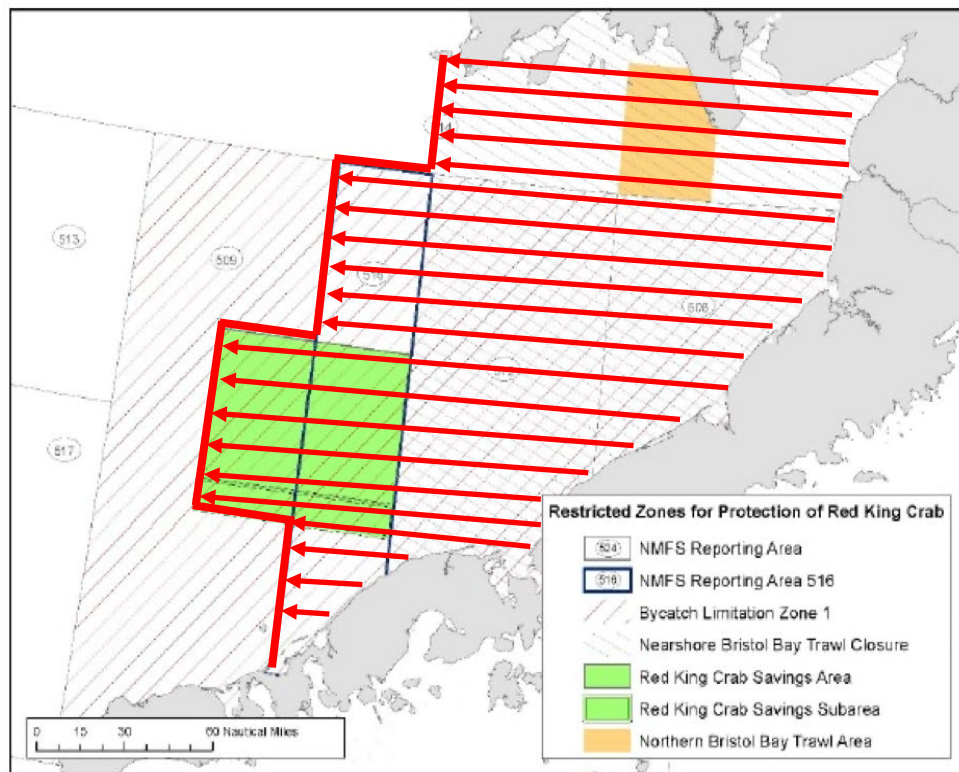 513
509
517
508
Restricted Zones for Protection of Red King Crab
524 NMFS Reporting Area
516 NMFS Reporting Area 516
Bycatch Limitation Zone 1
Nearshore Bristol Bay Trawl Closure
Red King Crab Savings Area
Red King Crab Savings Subarea
Northern Bristol Bay Trawl Area
0 15 30 60 Nautical Miles